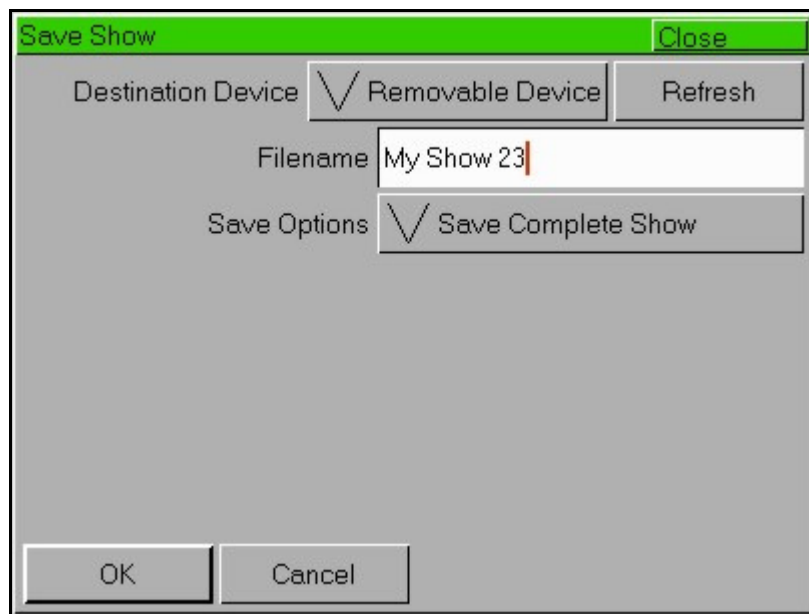 Save Show Close
Destination Device Removable Device Refresh
Filename My Show 23
Save Options Save Complete Show
OK Cancel